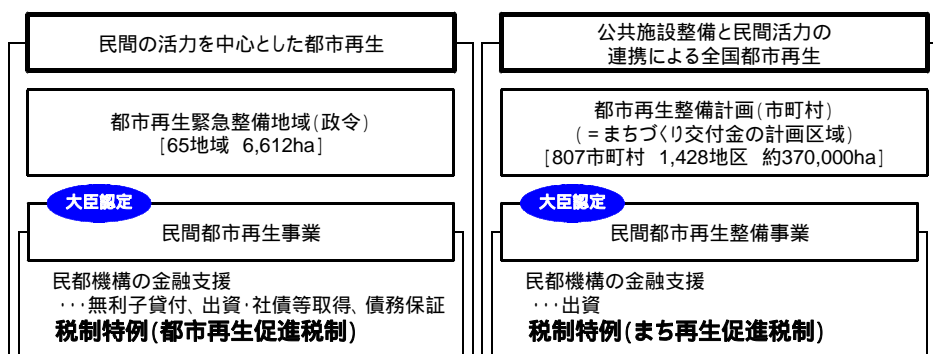 民間の活力を中心とした都市再生
都市再生緊急整備地域(政令)
[65地域 6,612ha]
大臣認定
民間都市再生事業
民都機構の金融支援
･･･無利子貸付、出資･社債等取得、債務保証
税制特例(都市再生促進税制)
公共施設整備と民間活力の
連携による全国都市再生
都市再生整備計画(市町村)
(=まちづくり交付金の計画区域)
[807市町村 1,428地区 約370,000ha]
大臣認定
民間都市再生整備事業
民都機構の金融支援
･･･出資
税制特例(まち再生促進税制)